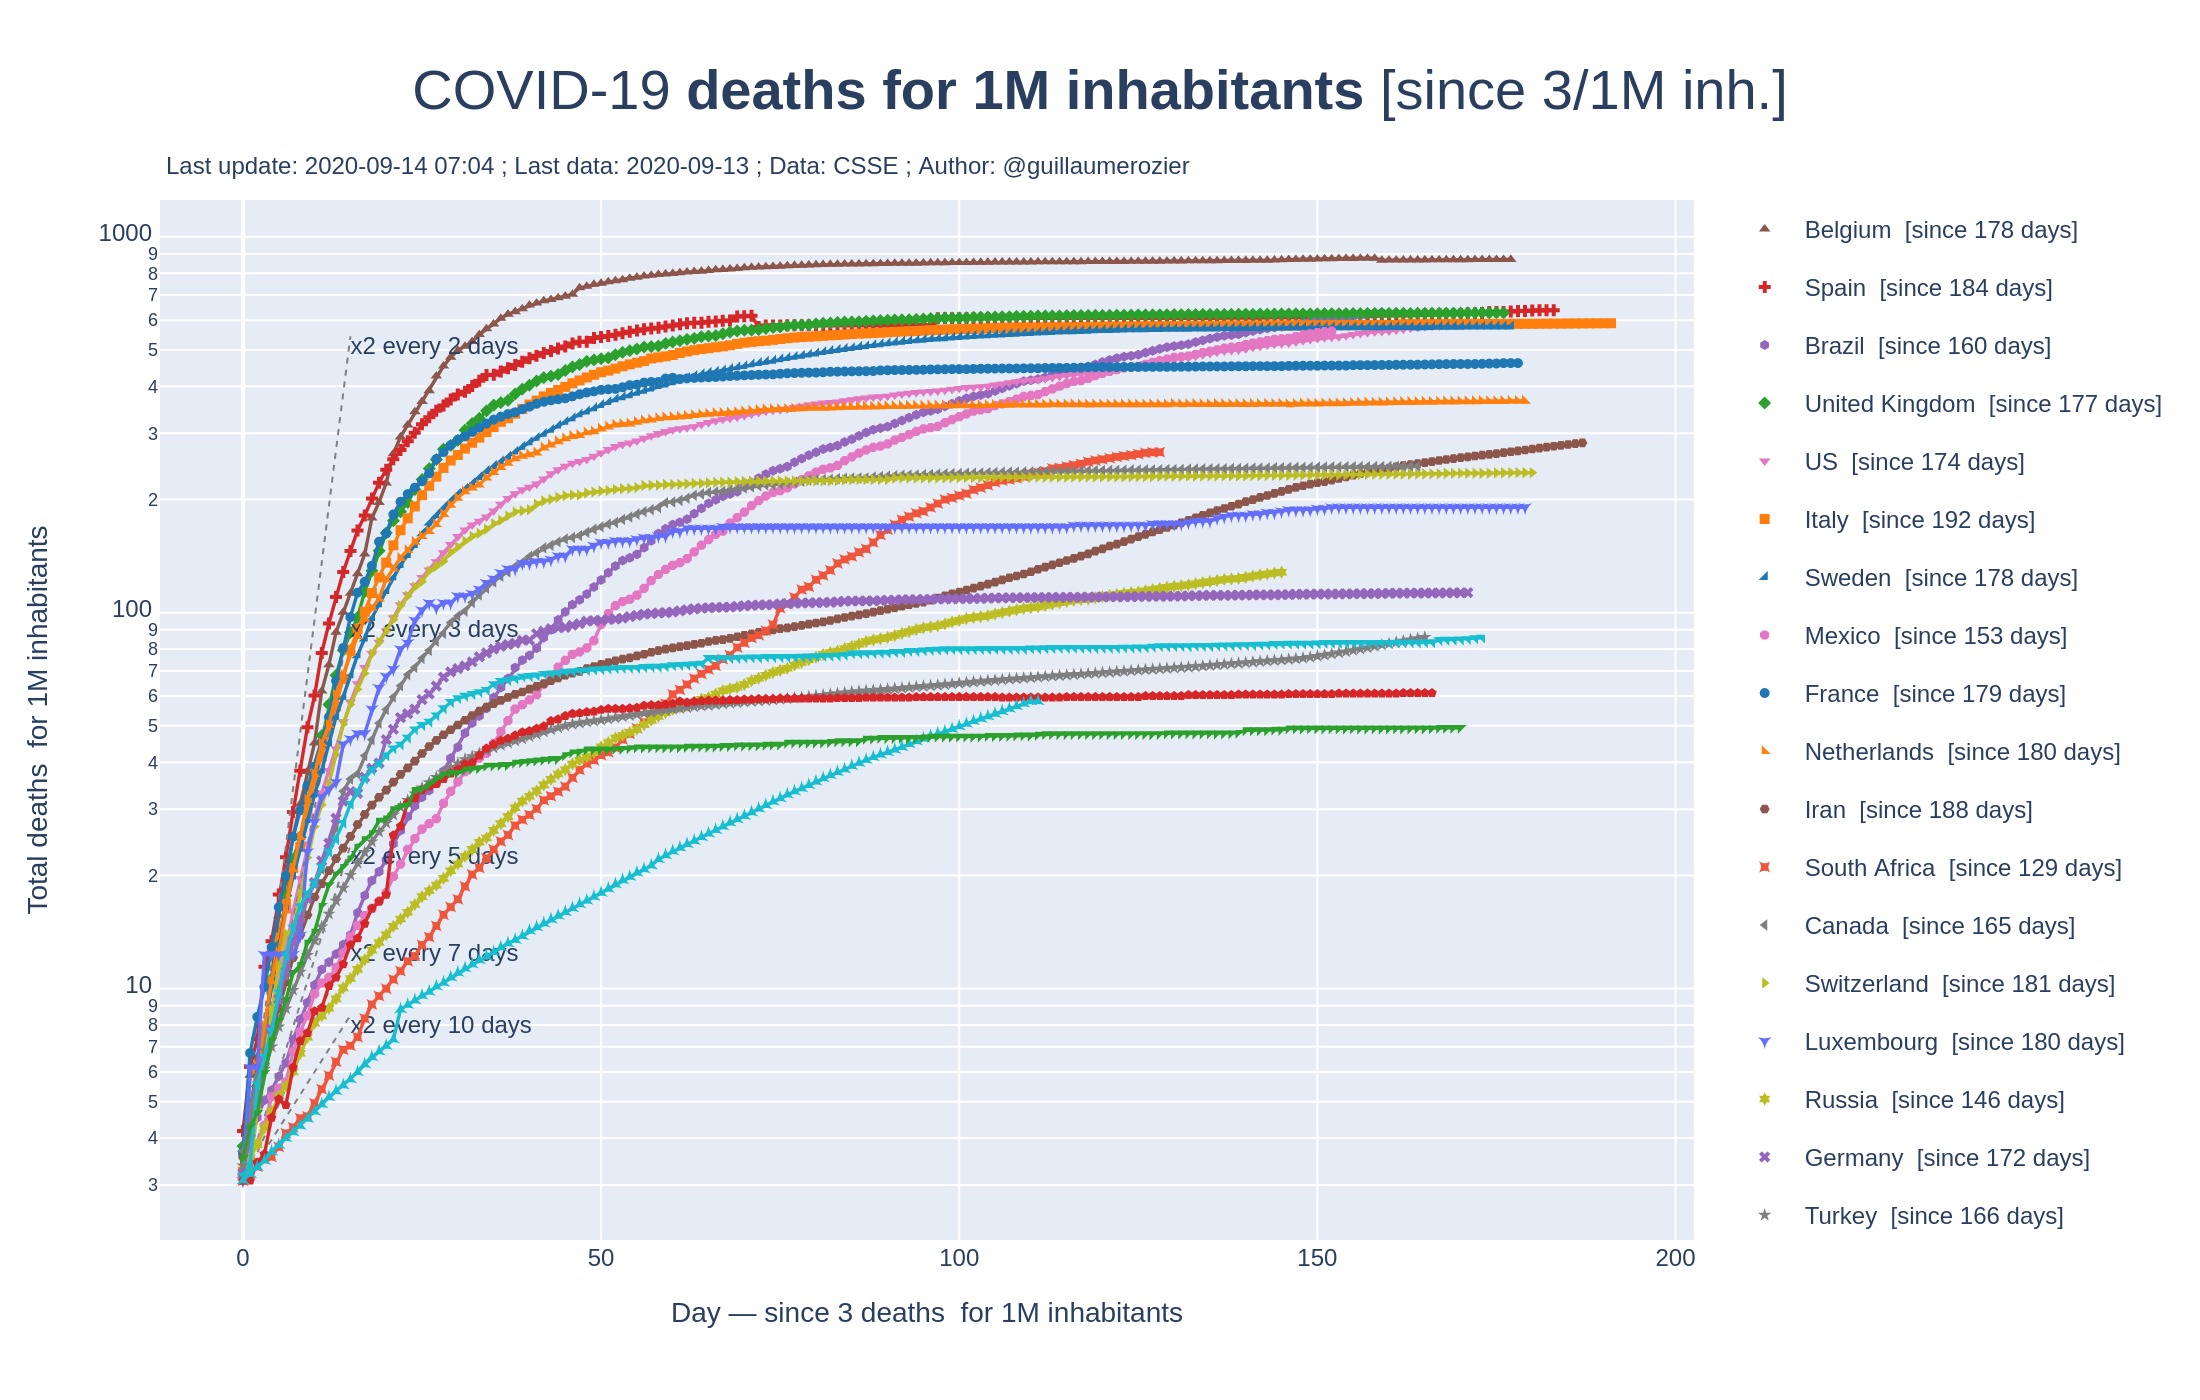 COVID-19 deaths for 1M inhabitants [since 3/1M inh.]
Last update: 2020-09-14 07:04 ; Last data: 2020-09-13 ; Data: CSSE ; Author: @guillaumerozier
Total deaths  for 1M inhabitants
1000
9
8
7
6
5
4
3
2
100
9
8
7
6
5
4
3
2
10
9
8
7
6
5
4
3
x2 every 2 days
x2 every 3 days
x2 every 5 days
x2 every 7 days
x2 every 10 days
0
50
100
150
200
Day — since 3 deaths  for 1M inhabitants
Belgium  [since 178 days]
Spain  [since 184 days]
Brazil  [since 160 days]
United Kingdom  [since 177 days]
US  [since 174 days]
Italy  [since 192 days]
Sweden  [since 178 days]
Mexico  [since 153 days]
France  [since 179 days]
Netherlands  [since 180 days]
Iran  [since 188 days]
South Africa  [since 129 days]
Canada  [since 165 days]
Switzerland  [since 181 days]
Luxembourg  [since 180 days]
Russia  [since 146 days]
Germany  [since 172 days]
Turkey  [since 166 days]